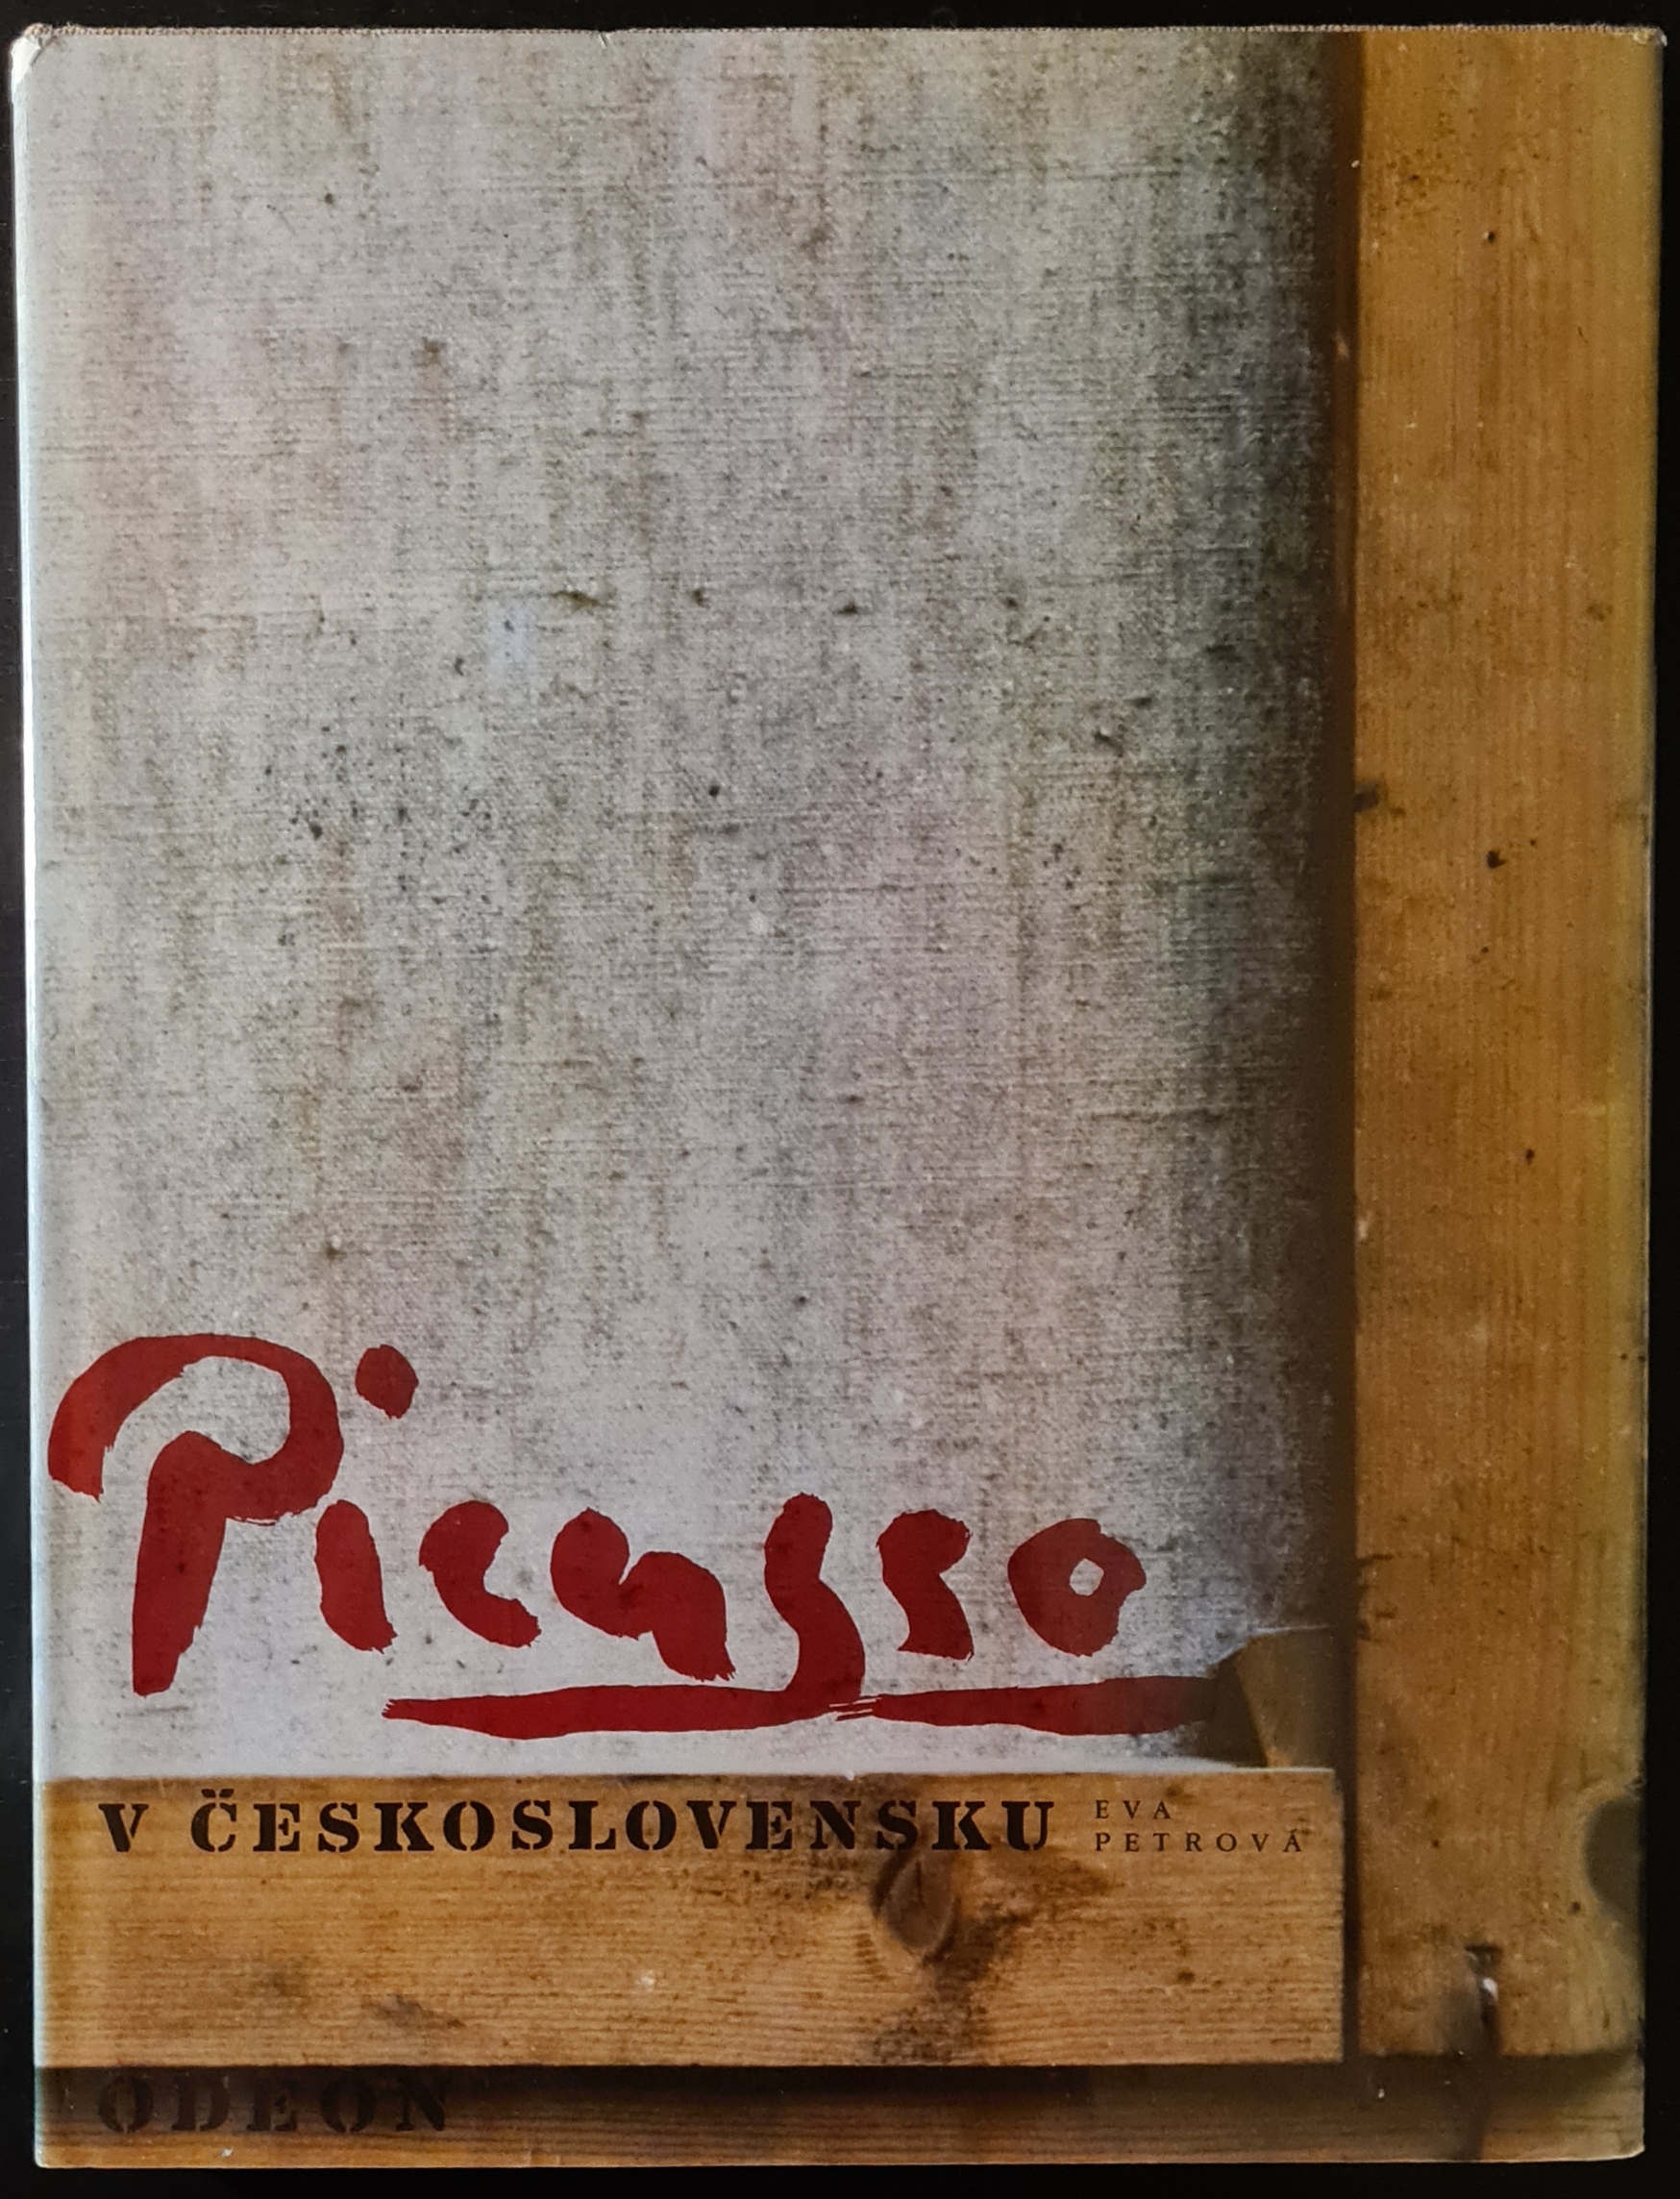 Picasso
V ČESKOSLOVENSKU
EVA
PETROVÁ
ODEON